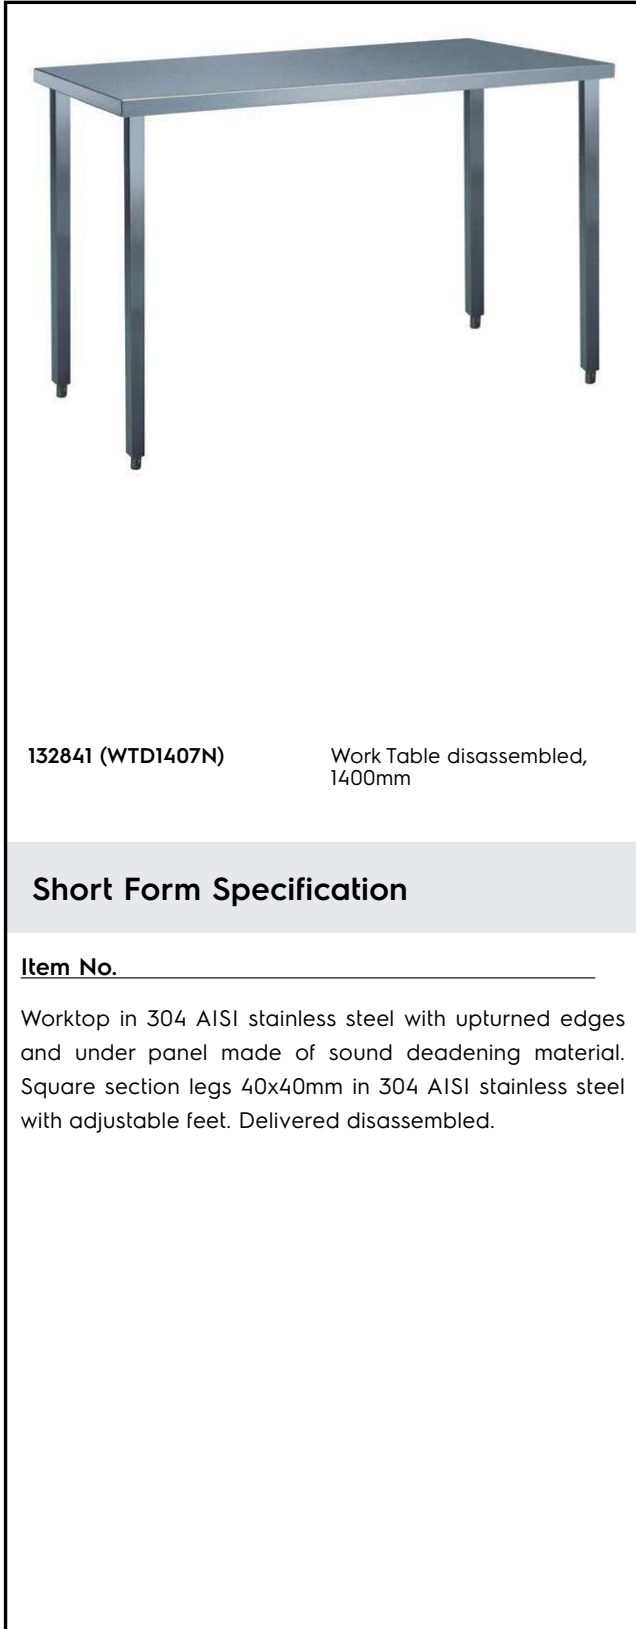 132841 (WTD1407N)
Work Table disassembled,
1400mm
Short Form Specification
Item No.
Worktop in 304 AISI stainless steel with upturned edges
and under panel made of sound deadening material.
Square section legs 40x40mm in 304 AISI stainless steel
with adjustable feet. Delivered disassembled.